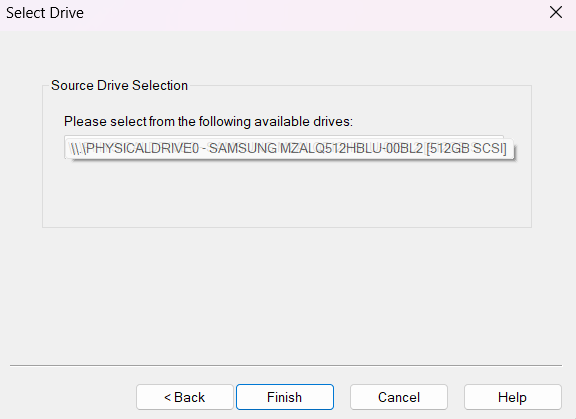 Select Drive
Source Drive Selection
Please select from the following available drives:
\\.\PHYSICALDRIVE0 - SAMSUNG MZALQ512HBLU-00BL2 [512GB SCSI]
< Back
Finish
Cancel
Help